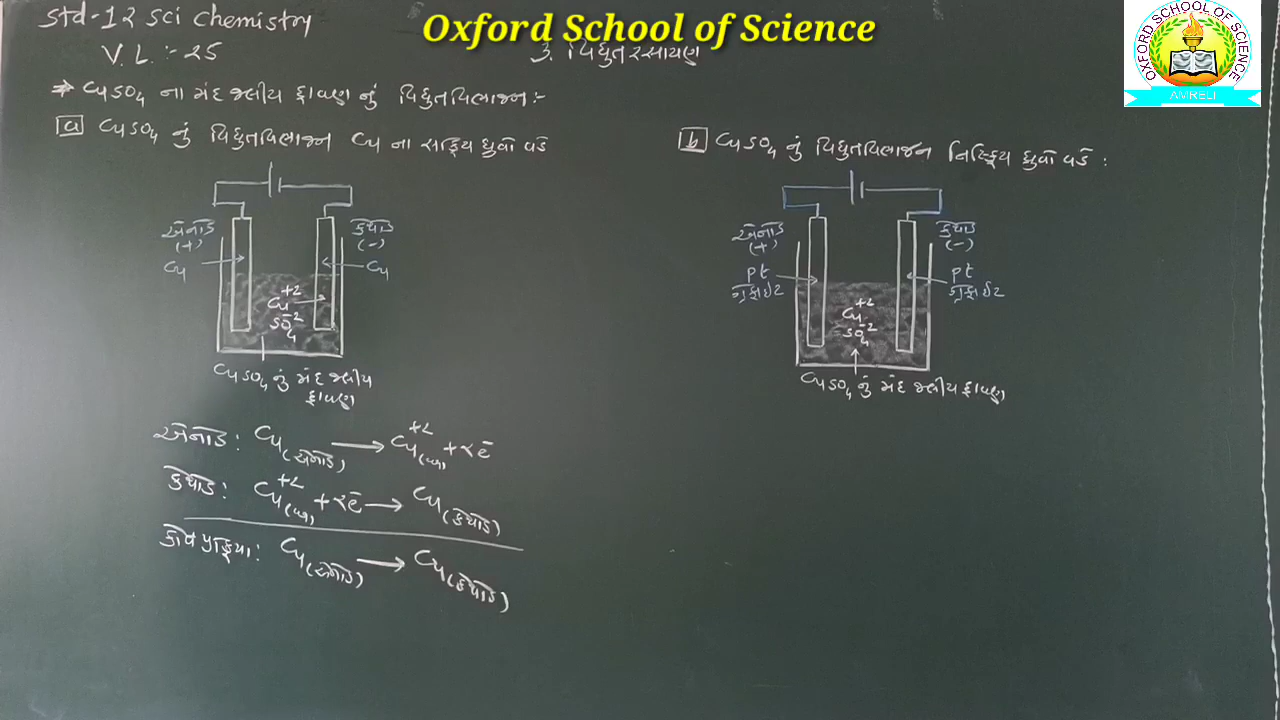 Std-12 Sci Chemistry
Oxford School of Science
OXFORD SCHOOL OF SCIENCE
AMRELI
V. L. :- 25
3. વિદ્યુતરસાયણ
⇒ CuSO4 ના મંદ જલીય દ્રાવણ નું વિદ્યુતવિભાજન :-
a CuSO4 નું વિદ્યુતવિભાજન Cu ના સક્રિય ધ્રુવો વડે
એનોડ
(+)
Cu
કેથોડ
(-)
Cu
Cu+2
SO4-2
CuSO4 નું મંદ જલીય
દ્રાવણ
એનોડ : Cu(એનોડ) → Cu+2(aq) + 2e-
કેથોડ : Cu+2(aq) + 2e- → Cu(કેથોડ)
કોષ પ્રક્રિયા : Cu(એનોડ) → Cu(કેથોડ)
b CuSO4 નું વિદ્યુતવિભાજન નિષ્ક્રિય ધ્રુવો વડે :
એનોડ
(+)
pt
ગ્રેફાઈટ
કેથોડ
(-)
pt
ગ્રેફાઈટ
Cu+2
SO4-2
CuSO4 નું મંદ જલીય દ્રાવણ